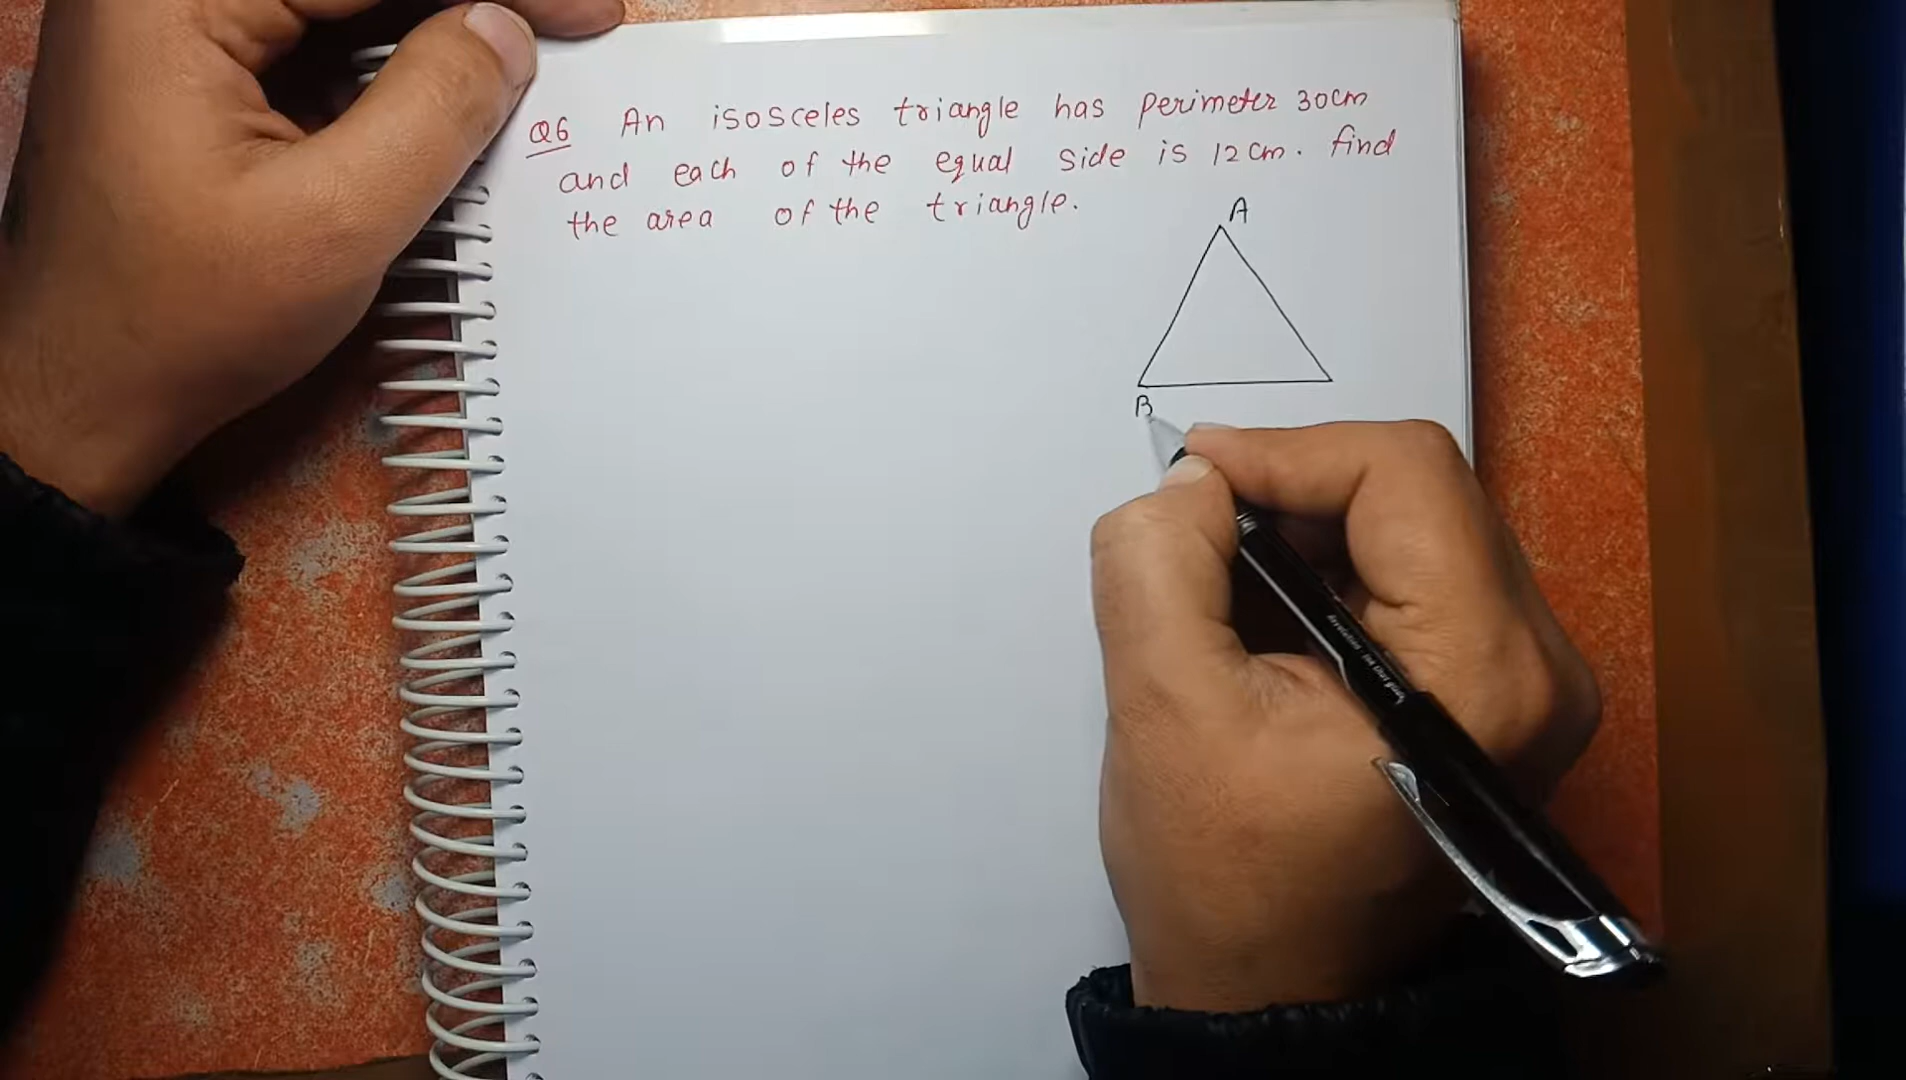 Q6 An isosceles triangle has perimeter 30cm
and each of the equal side is 12cm. find
the area of the triangle.
A
B